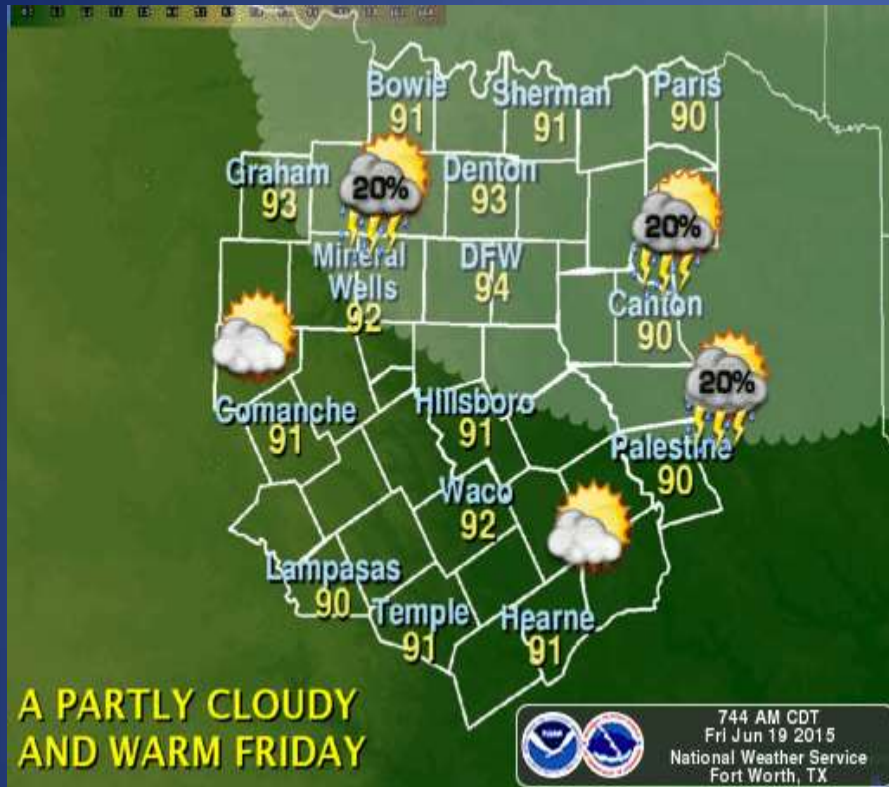 Bowie
91
Sherman
91
Paris
90
Graham
93
20%
Denton
93
20%
Mineral
Wells
92
DFW
94
Canton
90
20%
Comanche
91
Hillsboro
91
Palestine
90
Waco
92
Lampasas
90
Temple
91
Hearne
91
A PARTLY CLOUDY
AND WARM FRIDAY
744 AM CDT
Fri Jun 19 2015
National Weather Service
Fort Worth, TX